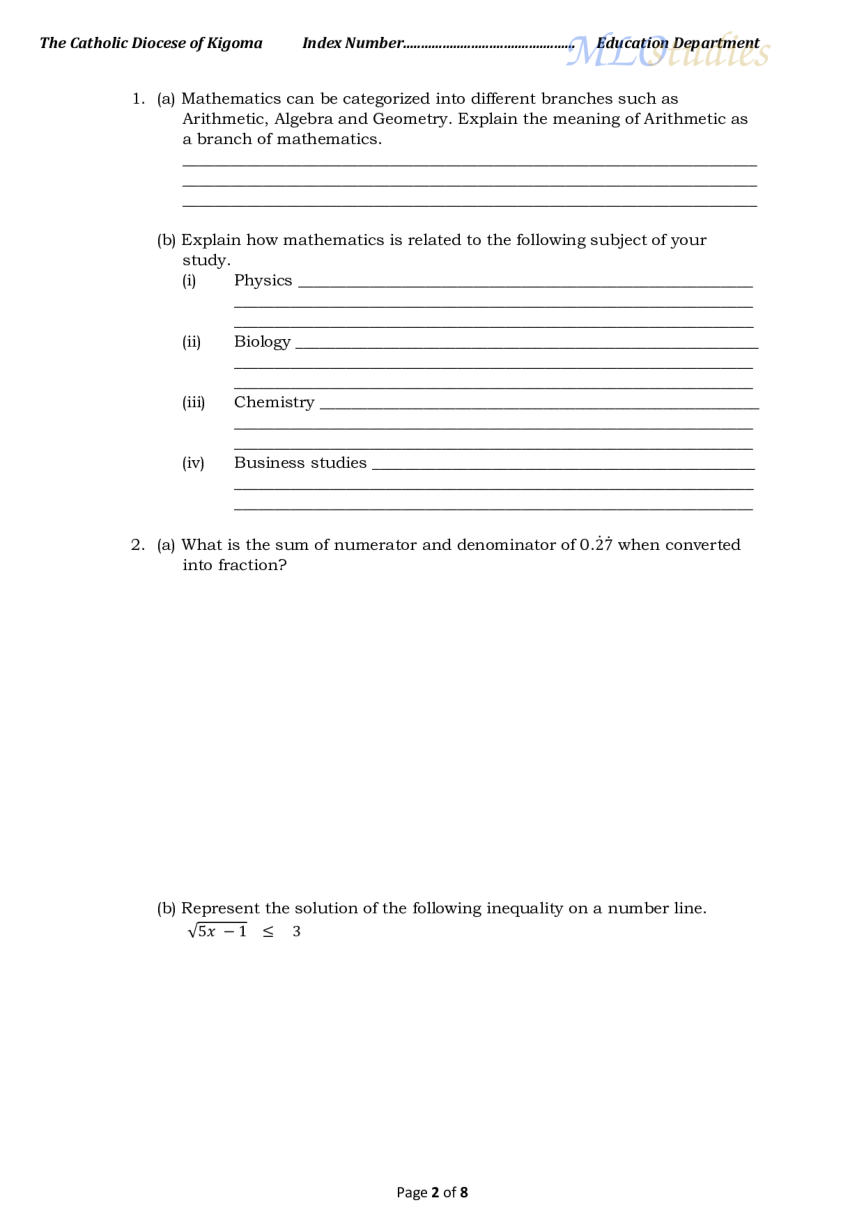 The Catholic Diocese of Kigoma Index Number................................................ Education Department
MLOstudies
1. (a) Mathematics can be categorized into different branches such as
Arithmetic, Algebra and Geometry. Explain the meaning of Arithmetic as
a branch of mathematics.
(b) Explain how mathematics is related to the following subject of your
study.
(i) Physics
(ii) Biology
(iii) Chemistry
(iv) Business studies
2. (a) What is the sum of numerator and denominator of 0.2̇7̇ when converted
into fraction?
(b) Represent the solution of the following inequality on a number line.
√(5x − 1) ≤ 3
Page 2 of 8